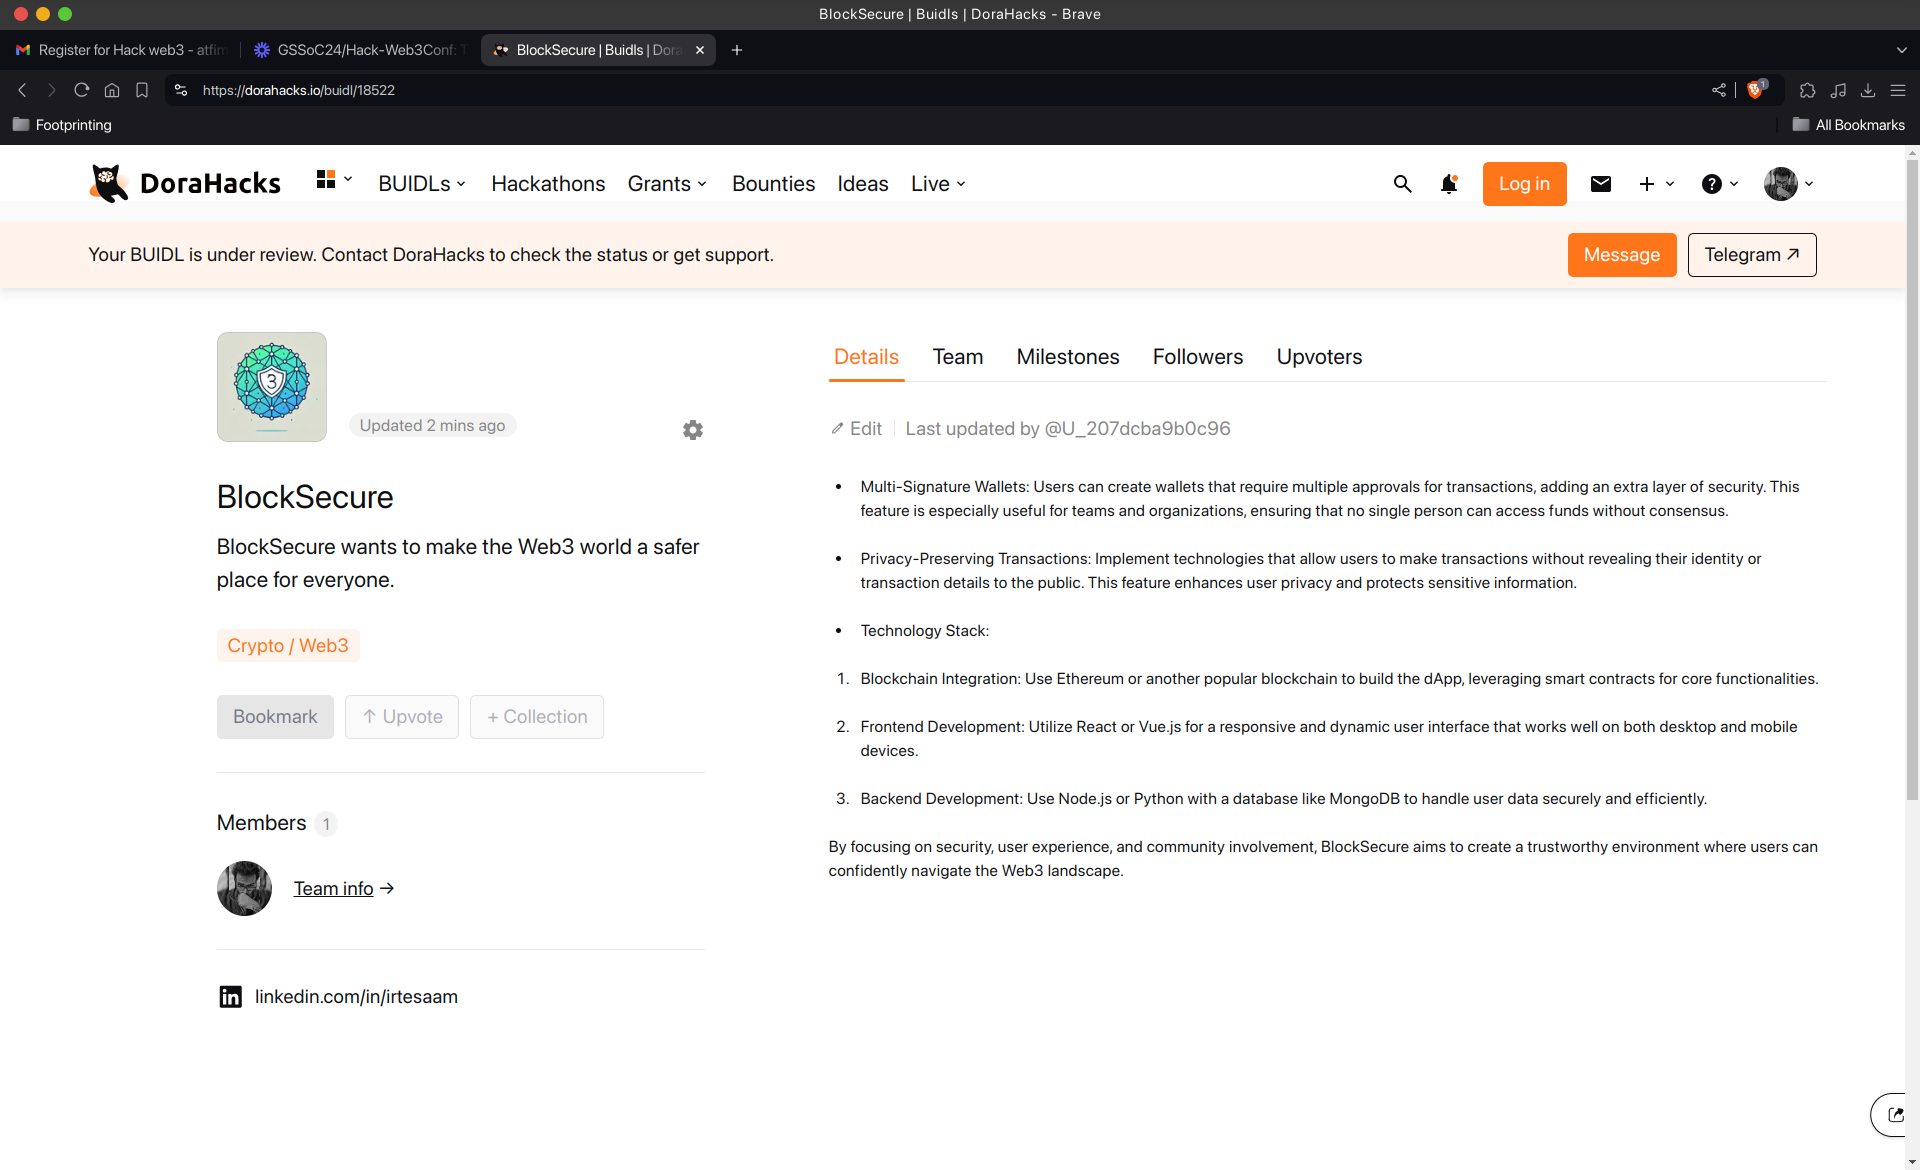 BlockSecure | Buidls | DoraHacks - Brave
Register for Hack web3 - atfim
GSSoC24/Hack-Web3Conf: T
BlockSecure | Buidls | Dora
https://dorahacks.io/buidl/18522
1
Footprinting
All Bookmarks
DoraHacks
BUIDLs
Hackathons
Grants
Bounties
Ideas
Live
Log in
Your BUIDL is under review. Contact DoraHacks to check the status or get support.
Message
Telegram
3
Updated 2 mins ago
BlockSecure
BlockSecure wants to make the Web3 world a safer
place for everyone.
Crypto / Web3
Bookmark
Upvote
+ Collection
Members 1
Team info →
linkedin.com/in/irtesaam
Details
Team
Milestones
Followers
Upvoters
Edit
Last updated by @U_207dcba9b0c96
• Multi-Signature Wallets: Users can create wallets that require multiple approvals for transactions, adding an extra layer of security. This
feature is especially useful for teams and organizations, ensuring that no single person can access funds without consensus.
• Privacy-Preserving Transactions: Implement technologies that allow users to make transactions without revealing their identity or
transaction details to the public. This feature enhances user privacy and protects sensitive information.
• Technology Stack:
1. Blockchain Integration: Use Ethereum or another popular blockchain to build the dApp, leveraging smart contracts for core functionalities.
2. Frontend Development: Utilize React or Vue.js for a responsive and dynamic user interface that works well on both desktop and mobile
devices.
3. Backend Development: Use Node.js or Python with a database like MongoDB to handle user data securely and efficiently.
By focusing on security, user experience, and community involvement, BlockSecure aims to create a trustworthy environment where users can
confidently navigate the Web3 landscape.